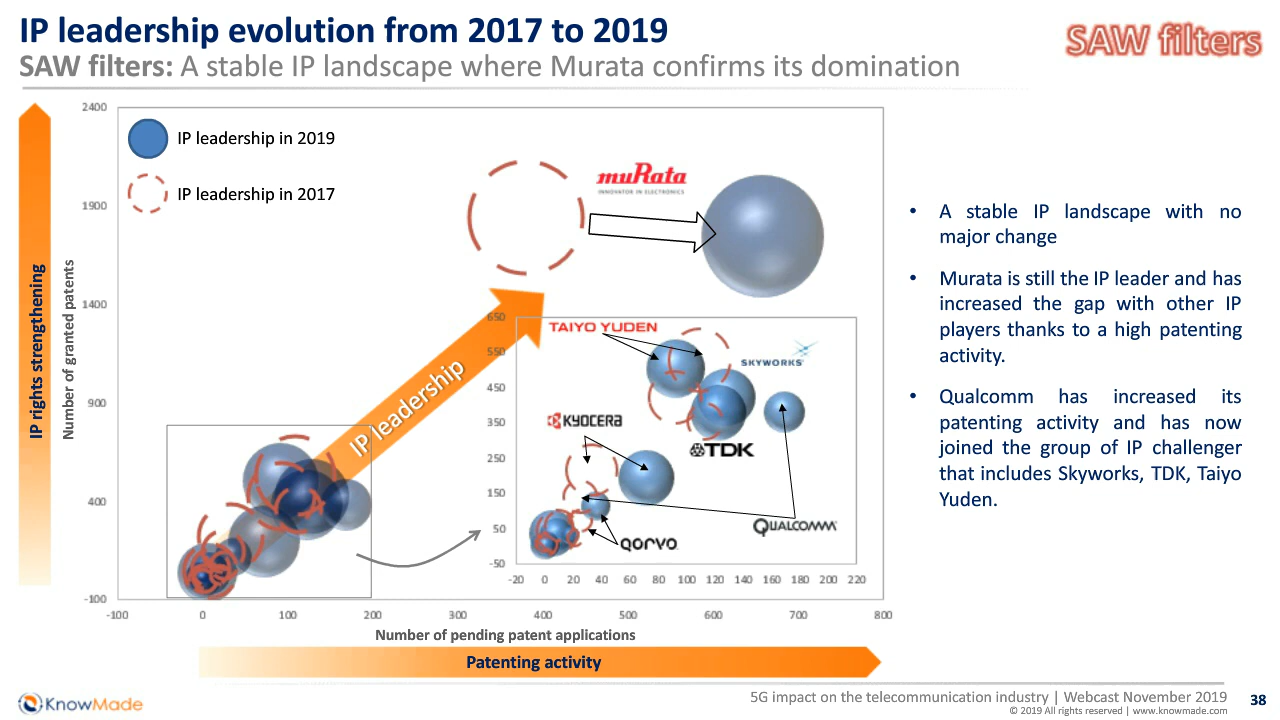 IP leadership evolution from 2017 to 2019
SAW filters: A stable IP landscape where Murata confirms its domination
SAW filters
IP rights strengthening
Number of granted patents
2400
1900
1400
900
400
-100
IP leadership in 2019
IP leadership in 2017
muRata
INNOVATOR IN ELECTRONICS
IP leadership
650
550
450
350
250
150
50
-50
TAIYO YUDEN
SKYWORKS
KYOCERA
TDK
QUALCOMM
QORVO
-20 0 20 40 60 80 100 120 140 160 180 200 220
-100 0 100 200 300 400 500 600 700 800
Number of pending patent applications
Patenting activity
• A stable IP landscape with no
major change
• Murata is still the IP leader and has
increased the gap with other IP
players thanks to a high patenting
activity.
• Qualcomm has increased its
patenting activity and has now
joined the group of IP challenger
that includes Skyworks, TDK, Taiyo
Yuden.
KnowMade
5G impact on the telecommunication industry | Webcast November 2019
© 2019 All rights reserved | www.knowmade.com
38